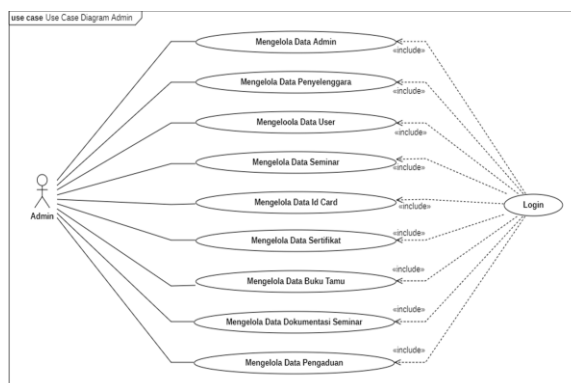 use case Use Case Diagram Admin
Mengelola Data Admin
«include»
Mengelola Data Penyelenggara
«include»
Mengeloola Data User
«include»
Mengelola Data Seminar
«include»
Mengelola Data Id Card
«include»
Admin
Login
Mengelola Data Sertifikat
«include»
Mengelola Data Buku Tamu
«include»
Mengelola Data Dokumentasi Seminar
«include»
Mengelola Data Pengaduan
«include»